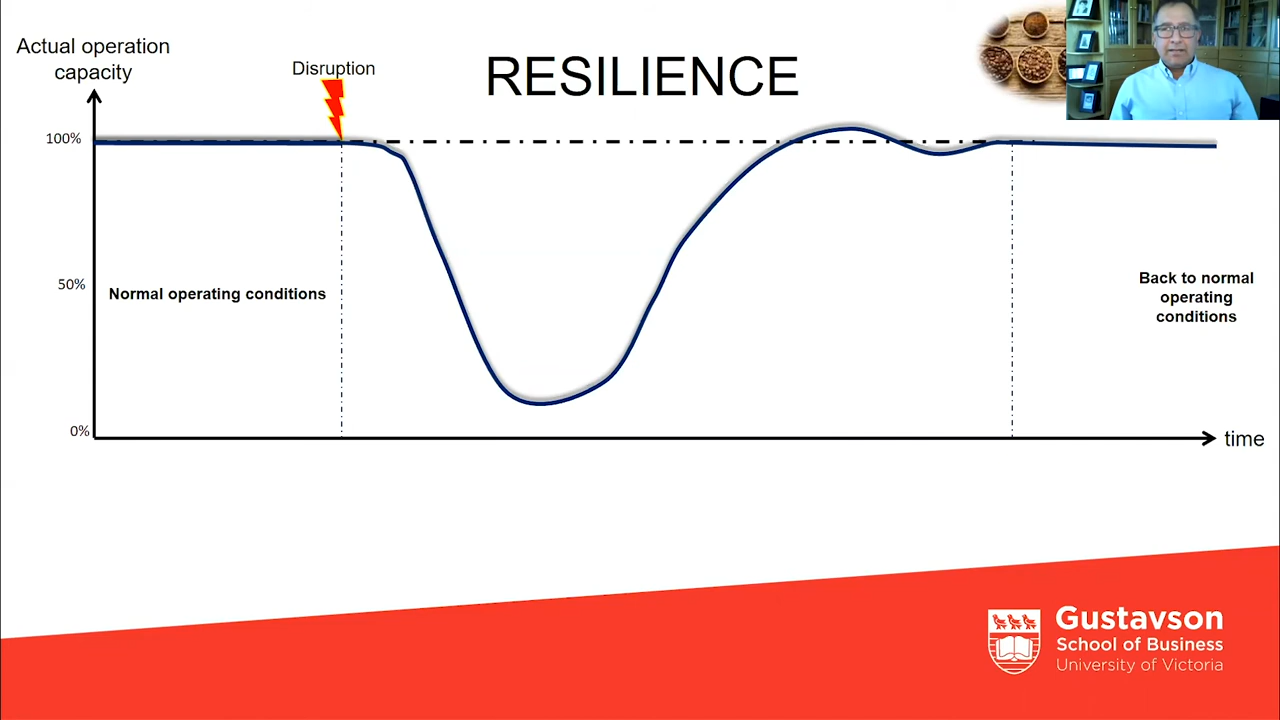 Actual operation
capacity
Disruption
RESILIENCE
100%
50%
Normal operating conditions
Back to normal
operating
conditions
0%
time
Gustavson
School of Business
University of Victoria